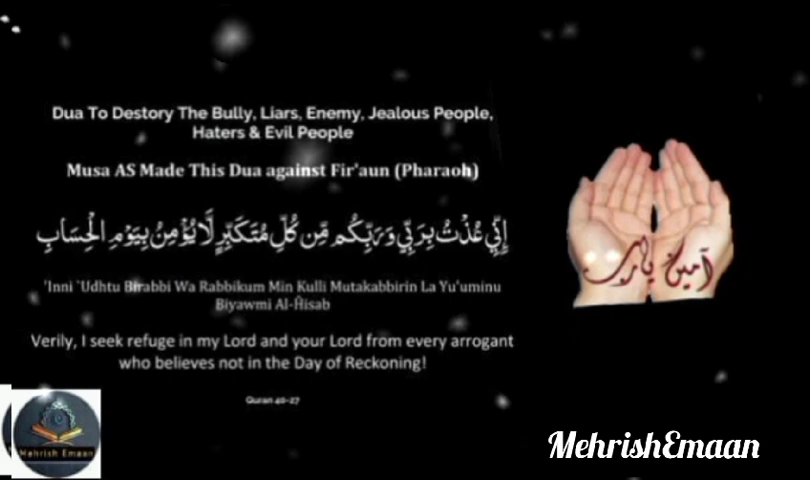 Dua To Destory The Bully, Liars, Enemy, Jealous People,
Haters & Evil People
Musa AS Made This Dua against Fir'aun (Pharaoh)
إِنِّي عُذْتُ بِرَبِّي وَرَبِّكُم مِّن كُلِّ مُتَكَبِّرٍ لَّا يُؤْمِنُ بِيَوْمِ الْحِسَابِ
'Inni `Udhtu Birabbi Wa Rabbikum Min Kulli Mutakabbirin La Yu'uminu
Biyawmi Al-Ĥisab
Verily, I seek refuge in my Lord and your Lord from every arrogant
who believes not in the Day of Reckoning!
Quran 40-27
آمين يارب
Mehrish Emaan
MehrishEmaan